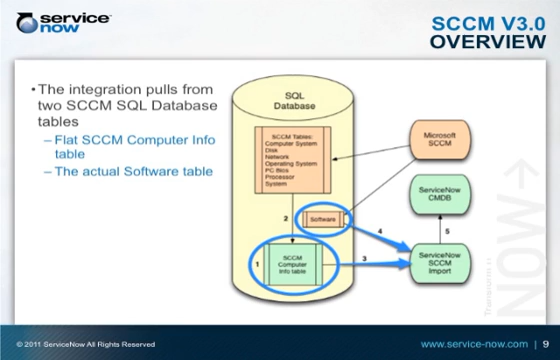 service
now
SCCM V3.0
OVERVIEW
• The integration pulls from
two SCCM SQL Database
tables
– Flat SCCM Computer Info
table
– The actual Software table
SQL
Database
SCCM Tables:
Computer System
Disk
Network
Operating System
PC Bios
Processor
System
Microsoft
SCCM
ServiceNow
CMDB
2
Software
4
5
1
SCCM
Computer
Info table
3
ServiceNow
SCCM
Import
NOW
© 2011 ServiceNow All Rights Reserved
www.service-now.com | 9